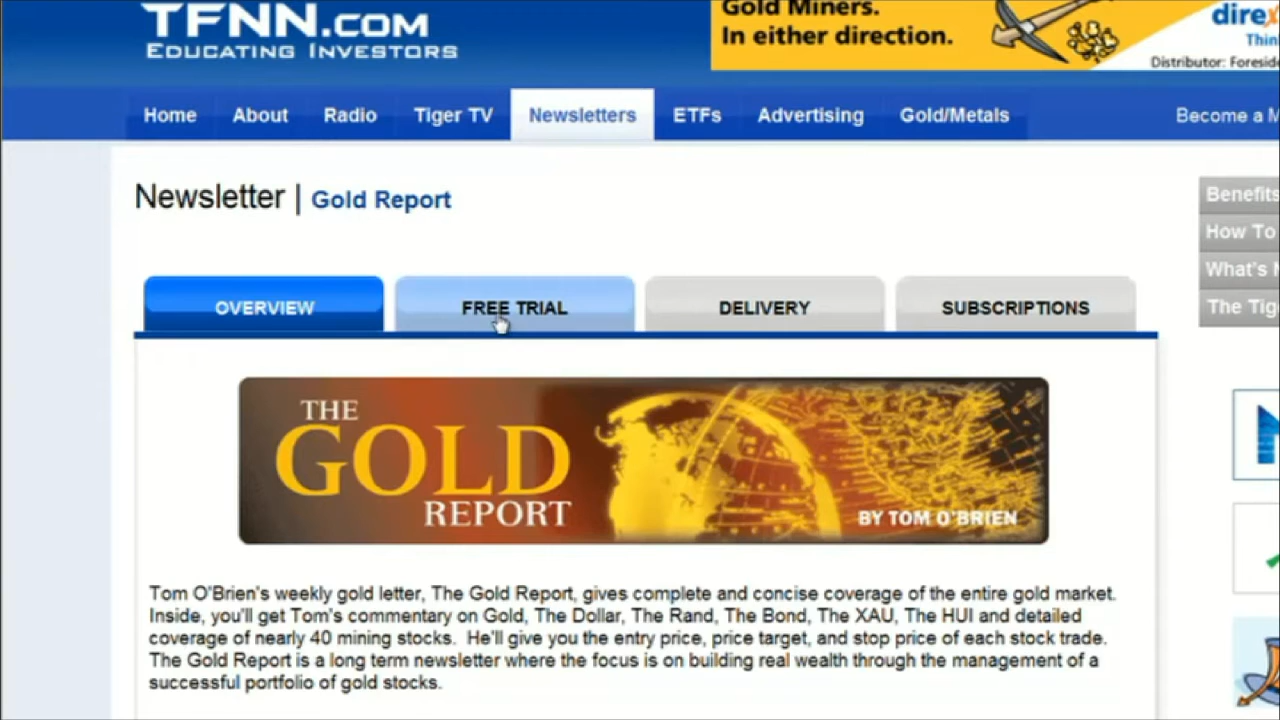 TFNN.COM
EDUCATING INVESTORS
Gold Miners.
In either direction.
Distributor:
Home About Radio Tiger TV Newsletters ETFs Advertising Gold/Metals Become a
Newsletter | Gold Report
Benefits
How To
What's
The
OVERVIEW FREE TRIAL DELIVERY SUBSCRIPTIONS
THE
GOLD
REPORT
BY TOM O'BRIEN
Tom O'Brien's weekly gold letter, The Gold Report, gives complete and concise coverage of the entire gold market.
Inside, you'll get Tom's commentary on Gold, The Dollar, The Rand, The Bond, The XAU, The HUI and detailed
coverage of nearly 40 mining stocks. He'll give you the entry price, price target, and stop price of each stock trade.
The Gold Report is a long term newsletter where the focus is on building real wealth through the management of a
successful portfolio of gold stocks.